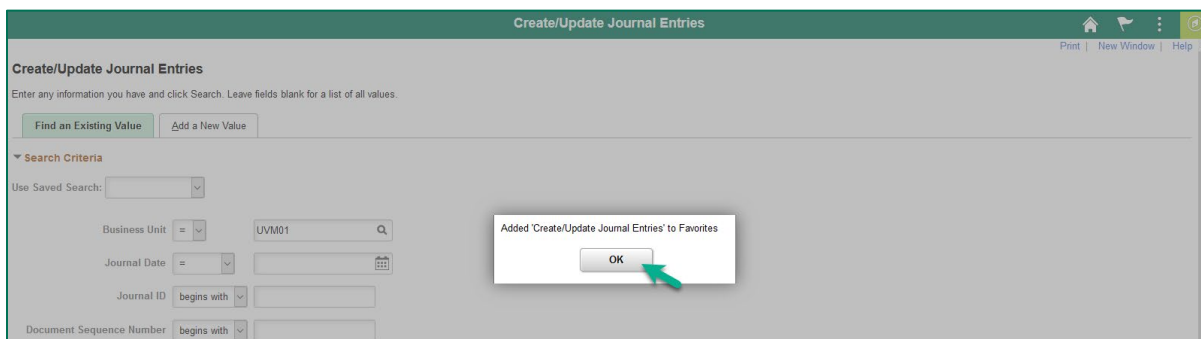 Create/Update Journal Entries
Print | New Window | Help
Create/Update Journal Entries
Enter any information you have and click Search. Leave fields blank for a list of all values.
Find an Existing Value
Add a New Value
Search Criteria
Use Saved Search:
Business Unit = UVM01
Added 'Create/Update Journal Entries' to Favorites
Journal Date =
OK
Journal ID begins with
Document Sequence Number begins with